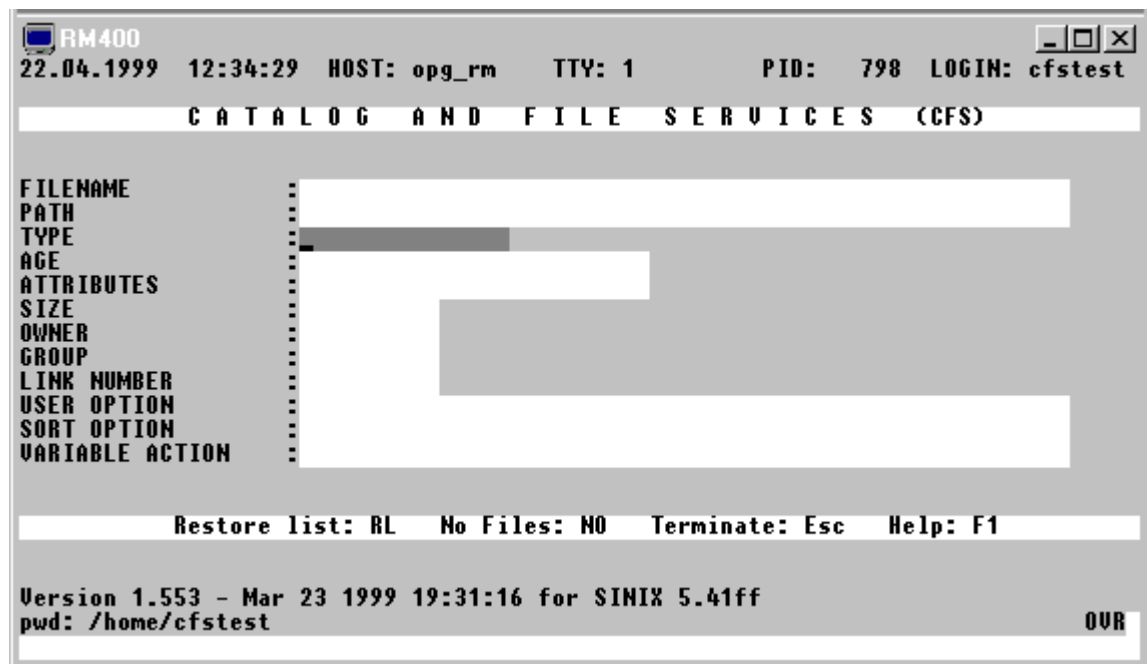 RM400
22.04.1999 12:34:29 HOST: opg_rm TTY: 1 PID: 798 LOGIN: cfstest
C A T A L O G A N D F I L E S E R V I C E S (CFS)
FILENAME :
PATH :
TYPE :
AGE :
ATTRIBUTES :
SIZE :
OWNER :
GROUP :
LINK NUMBER :
USER OPTION :
SORT OPTION :
VARIABLE ACTION :
Restore list: RL No Files: NO Terminate: Esc Help: F1
Version 1.553 - Mar 23 1999 19:31:16 for SINIX 5.41ff
pwd: /home/cfstest OVR